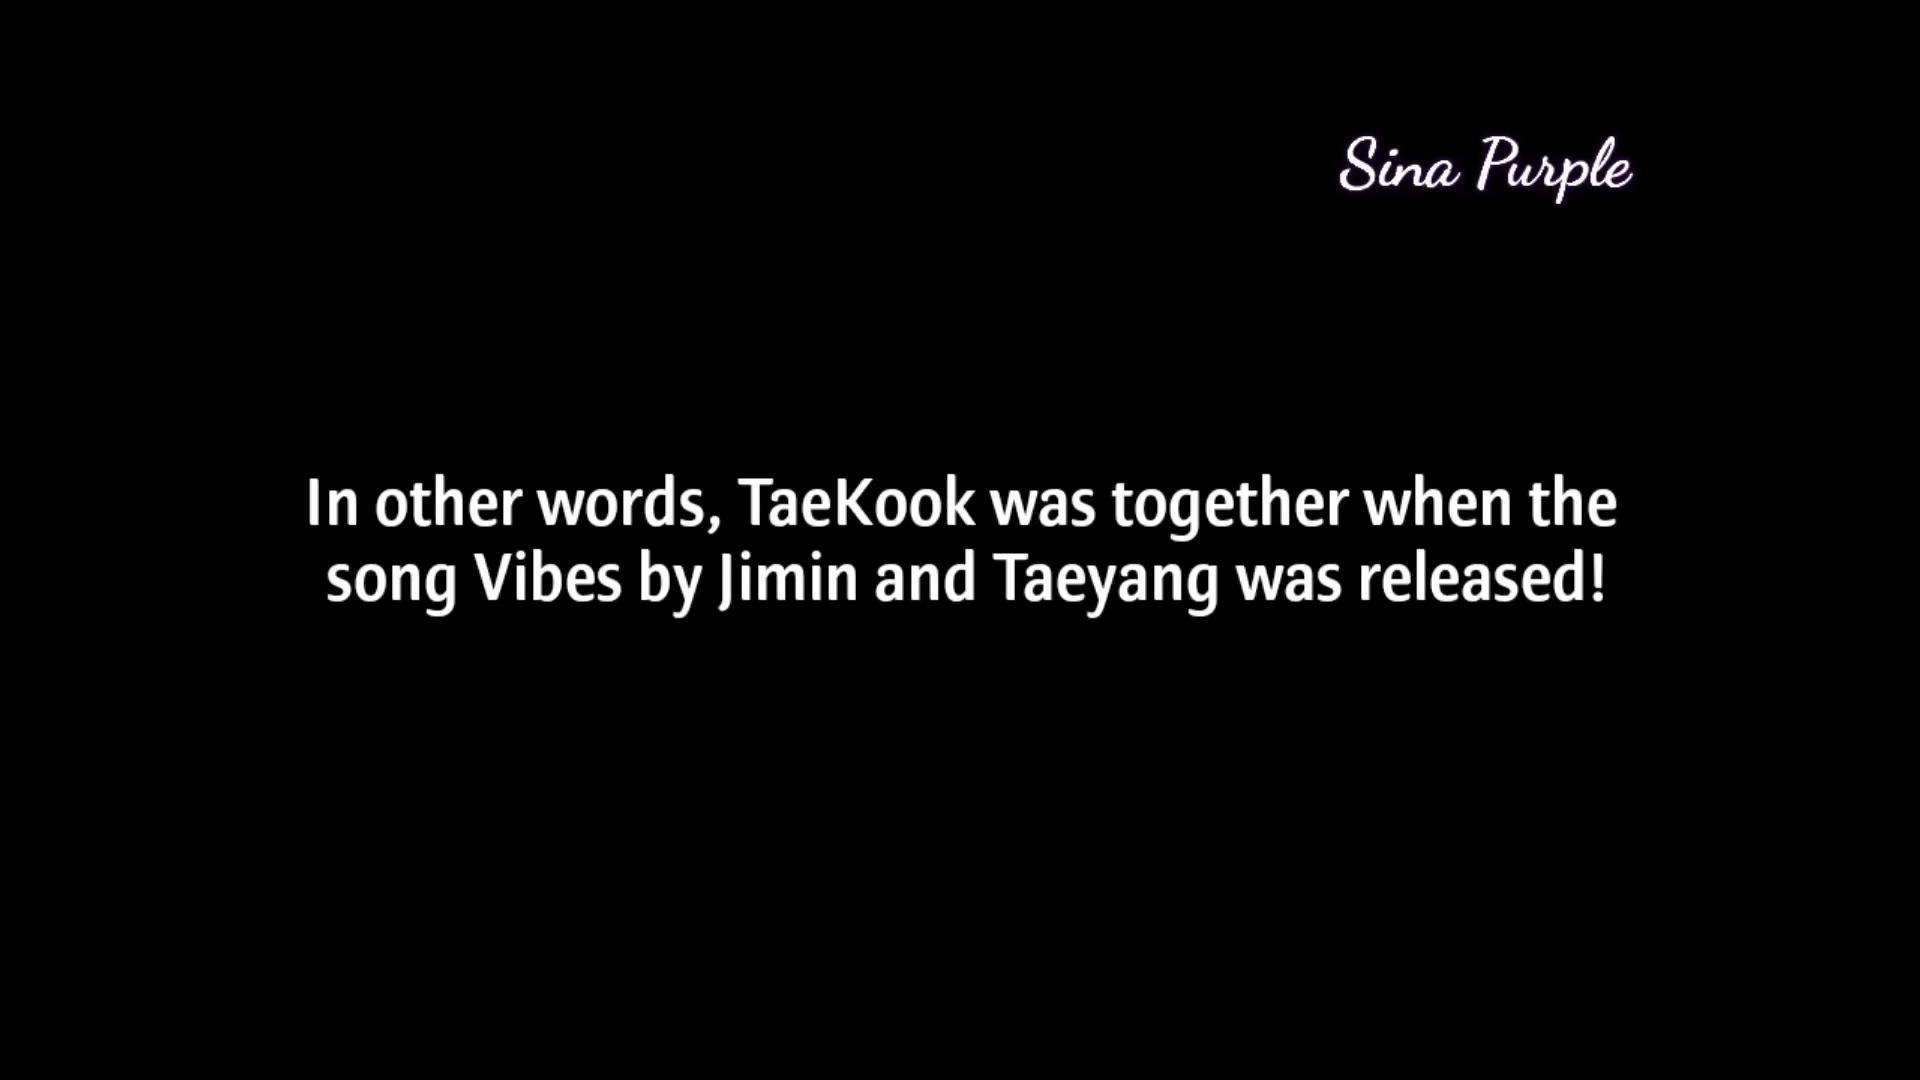 Sina Purple
In other words, TaeKook was together when the
song Vibes by Jimin and Taeyang was released!